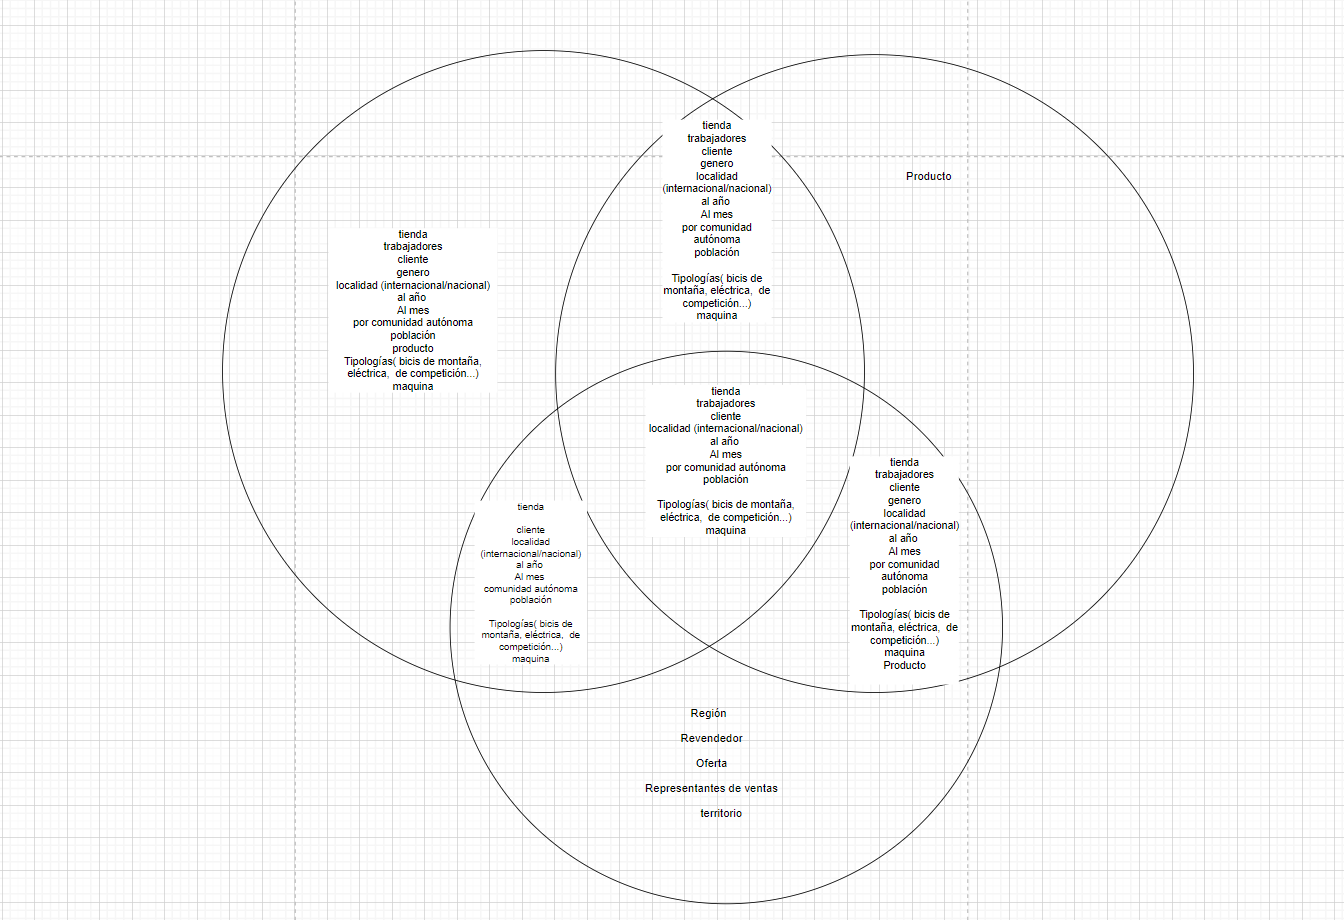 tienda
trabajadores
cliente
genero
localidad
(internacional/nacional)
al año
Al mes
por comunidad
autónoma
población
Tipologías( bicis de
montaña, eléctrica,  de
competición...)
maquina
Producto
tienda
trabajadores
cliente
genero
localidad (internacional/nacional)
al año
Al mes
por comunidad autónoma
población
producto
Tipologías( bicis de montaña,
eléctrica,  de competición...)
maquina
tienda
trabajadores
cliente
localidad (internacional/nacional)
al año
Al mes
por comunidad autónoma
población
Tipologías( bicis de montaña,
eléctrica,  de competición...)
maquina
tienda
trabajadores
cliente
genero
localidad
(internacional/nacional)
al año
Al mes
por comunidad
autónoma
población
Tipologías( bicis de
montaña, eléctrica,  de
competición...)
maquina
Producto
tienda
cliente
localidad
(internacional/nacional)
al año
Al mes
comunidad autónoma
población
Tipologías( bicis de
montaña, eléctrica,  de
competición...)
maquina
Región
Revendedor
Oferta
Representantes de ventas
territorio